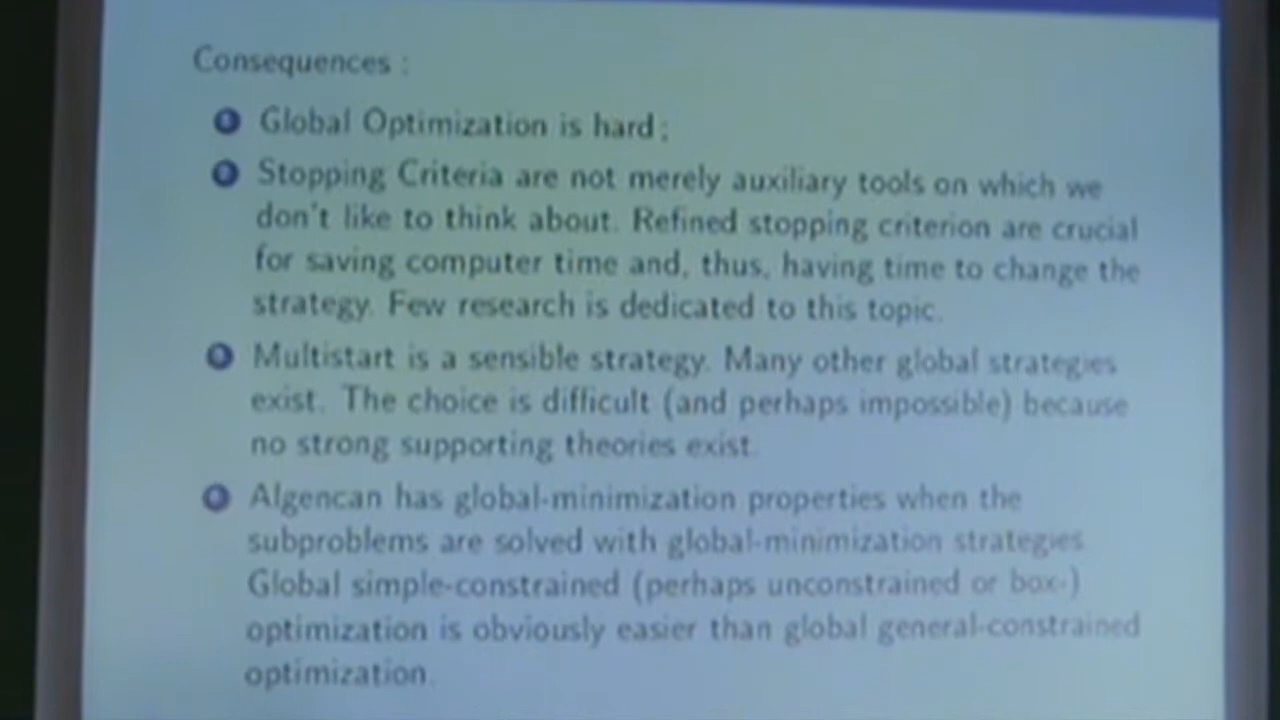 Consequences :
1 Global Optimization is hard ;
2 Stopping Criteria are not merely auxiliary tools on which we
don't like to think about. Refined stopping criterion are crucial
for saving computer time and, thus, having time to change the
strategy. Few research is dedicated to this topic.
3 Multistart is a sensible strategy. Many other global strategies
exist. The choice is difficult (and perhaps impossible) because
no strong supporting theories exist.
4 Algencan has global-minimization properties when the
subproblems are solved with global-minimization strategies.
Global simple-constrained (perhaps unconstrained or box-)
optimization is obviously easier than global general-constrained
optimization.